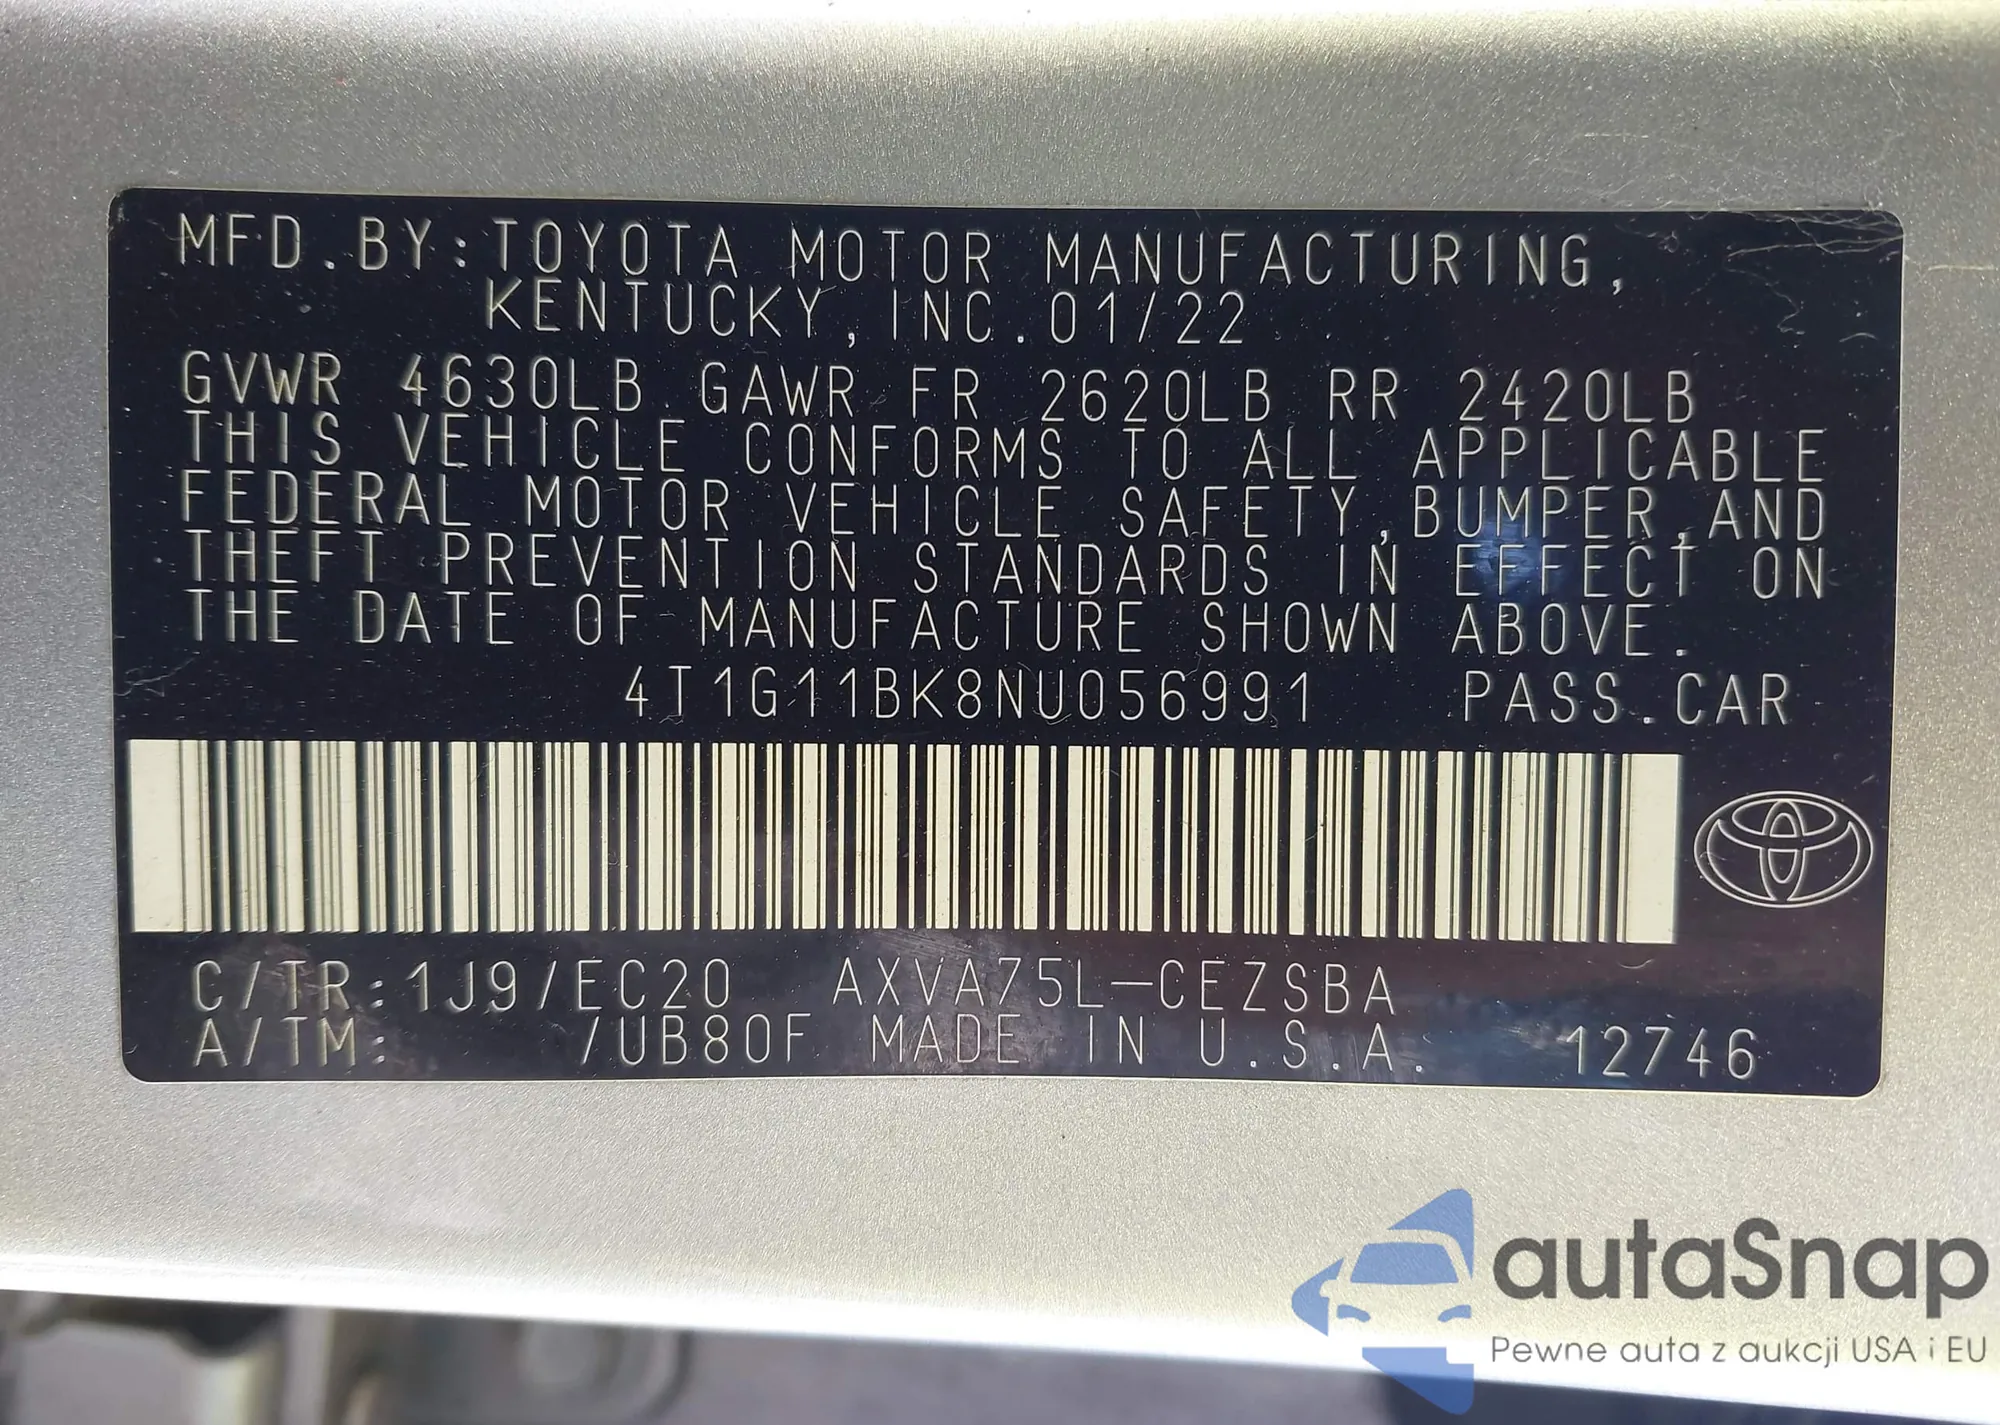 MFD.BY:TOYOTA MOTOR MANUFACTURING,
KENTUCKY, INC.01/22
GVWR 4630LB GAWR FR 2620LB RR 2420LB
THIS VEHICLE CONFORMS TO ALL APPLICABLE
FEDERAL MOTOR VEHICLE SAFETY,BUMPER,AND
THEFT PREVENTION STANDARDS IN EFFECT ON
THE DATE OF MANUFACTURE SHOWN ABOVE.
4T1G11BK8NU056991 PASS.CAR
C/TR:1J9/EC20 AXVA75L-CEZSBA
A/TM: /UB80F MADE IN U.S.A. 12746
autaSnap
Pewne auta z aukcji USA i EU